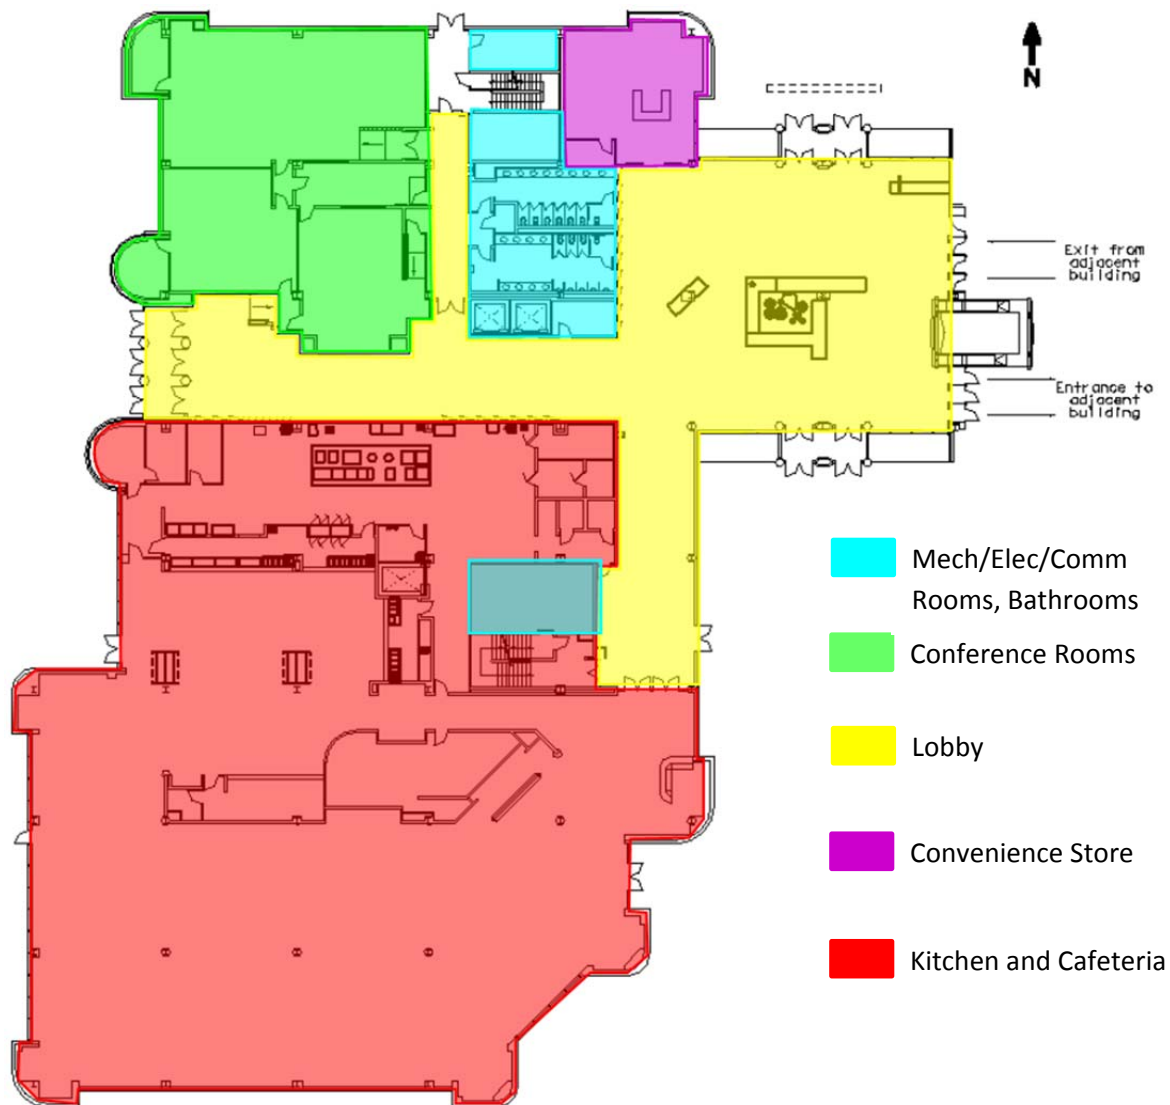 N
Exit from
adjacent
building
Entrance to
adjacent
building
Mech/Elec/Comm
Rooms, Bathrooms
Conference Rooms
Lobby
Convenience Store
Kitchen and Cafeteria